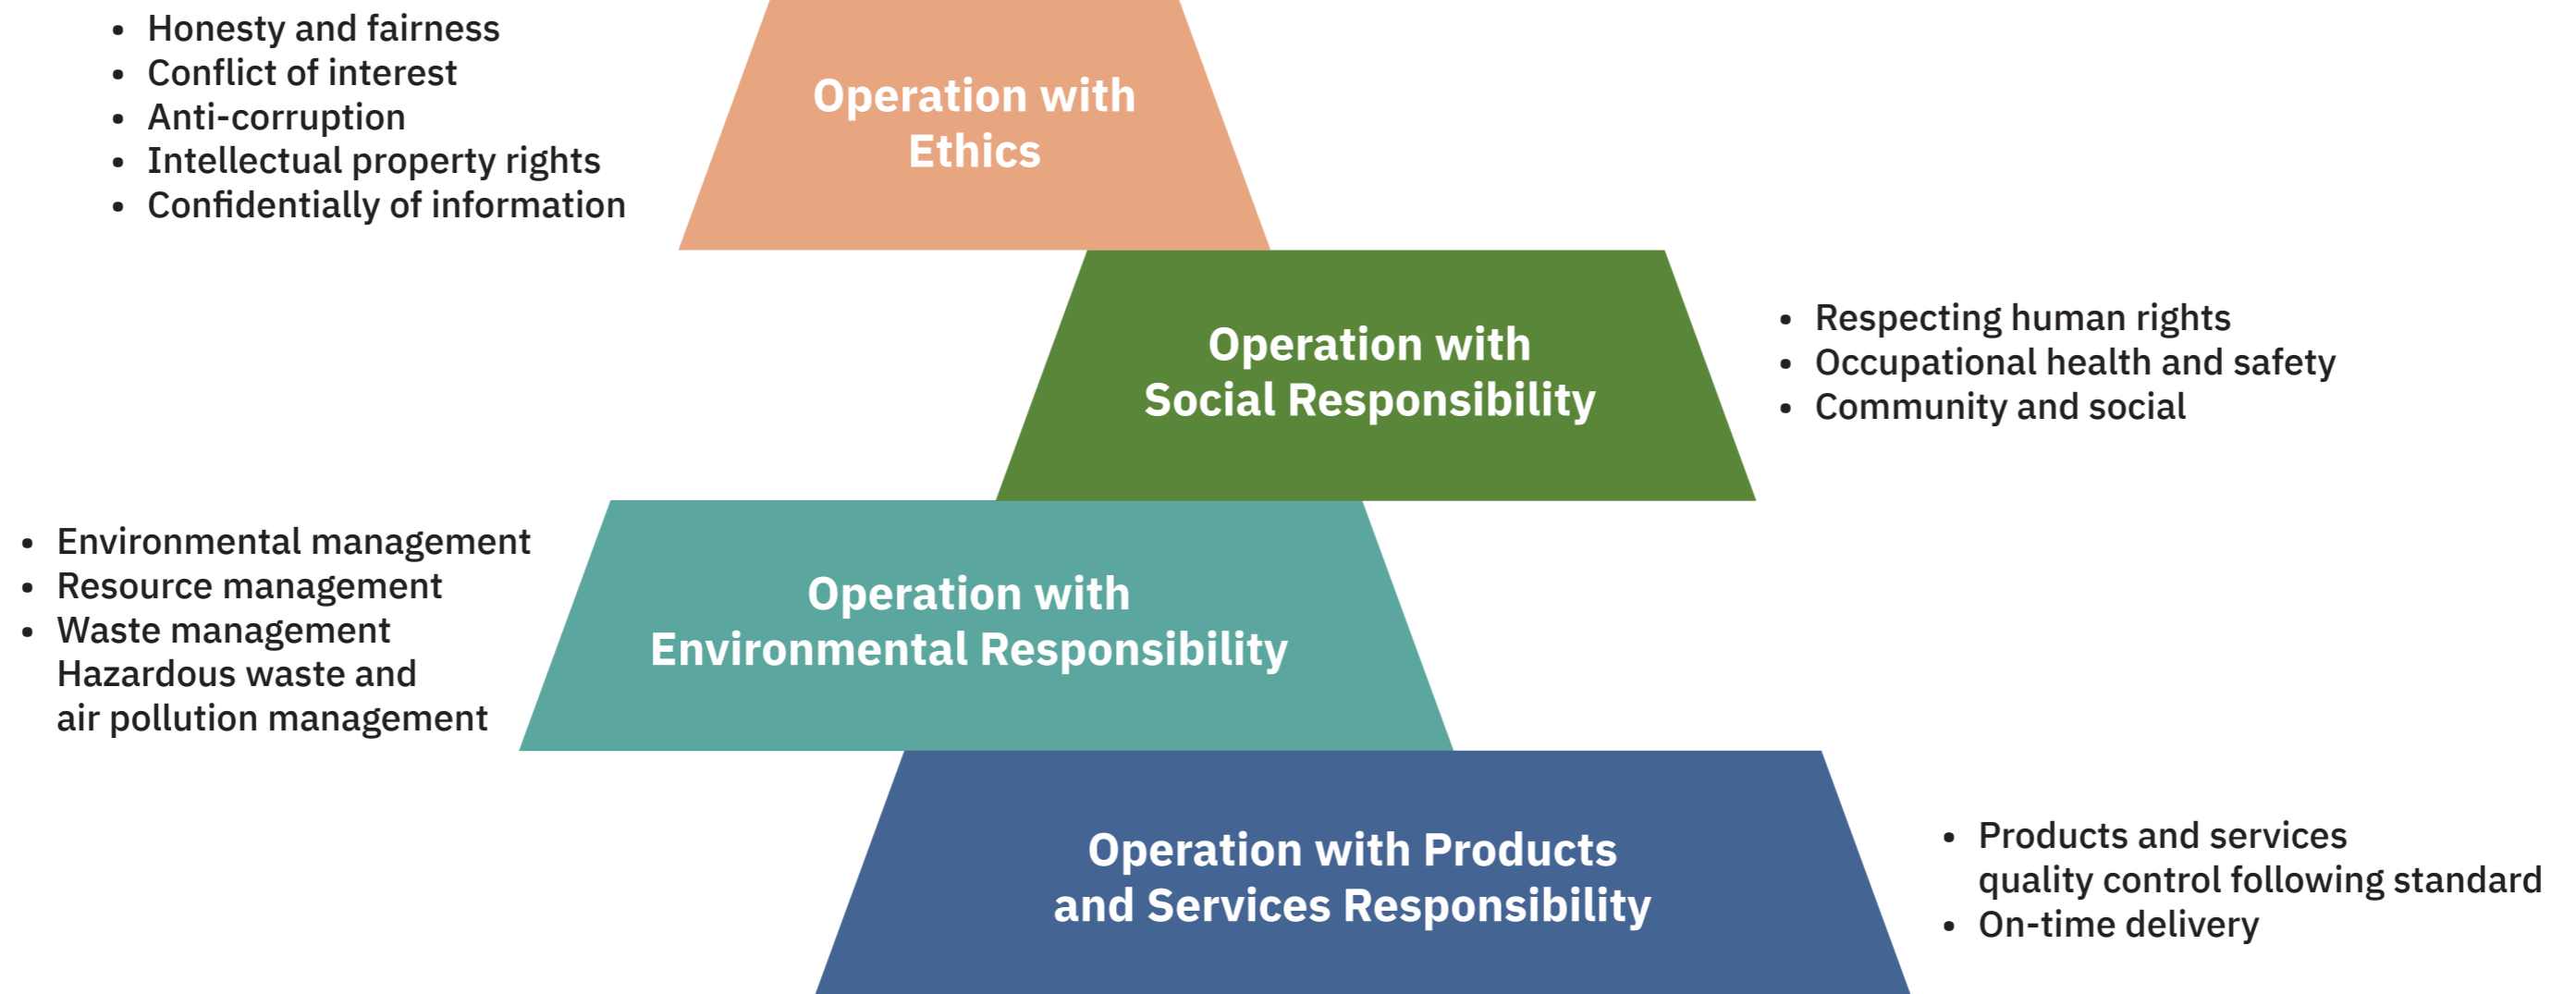 • Honesty and fairness
• Conflict of interest
• Anti-corruption
• Intellectual property rights
• Confidentially of information
Operation with
Ethics
Operation with
Social Responsibility
• Respecting human rights
• Occupational health and safety
• Community and social
• Environmental management
• Resource management
• Waste management
Hazardous waste and
air pollution management
Operation with
Environmental Responsibility
Operation with Products
and Services Responsibility
• Products and services
quality control following standard
• On-time delivery